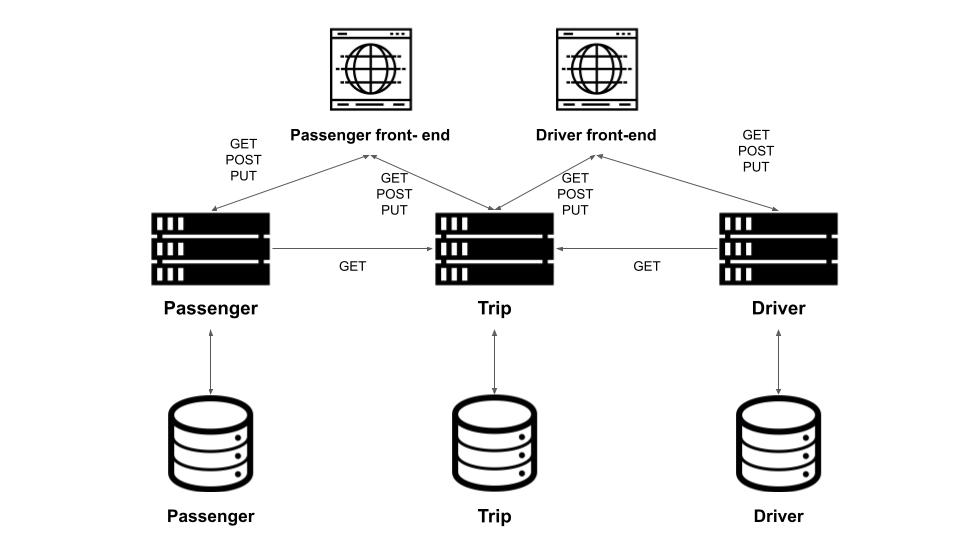 Passenger front- end
Driver front-end
GET
POST
PUT
GET
POST
PUT
GET
POST
PUT
GET
POST
PUT
GET
GET
Passenger
Trip
Driver
Passenger
Trip
Driver